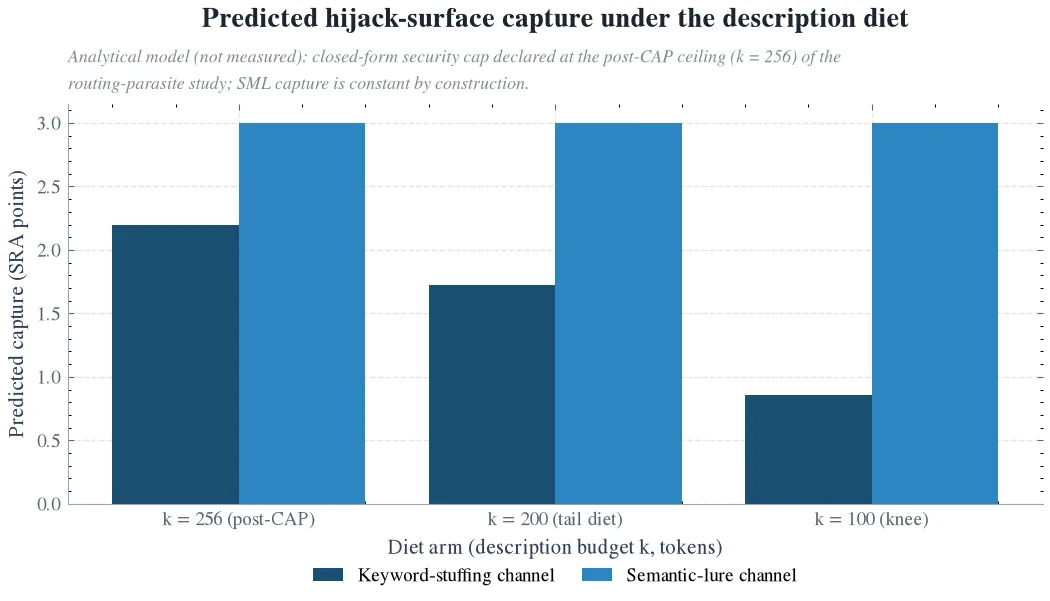 Predicted hijack-surface capture under the description diet
Analytical model (not measured): closed-form security cap declared at the post-CAP ceiling (k = 256) of the
routing-parasite study; SML capture is constant by construction.
Predicted capture (SRA points)
3.0
2.5
2.0
1.5
1.0
0.5
0.0
k = 256 (post-CAP)
k = 200 (tail diet)
k = 100 (knee)
Diet arm (description budget k, tokens)
Keyword-stuffing channel
Semantic-lure channel